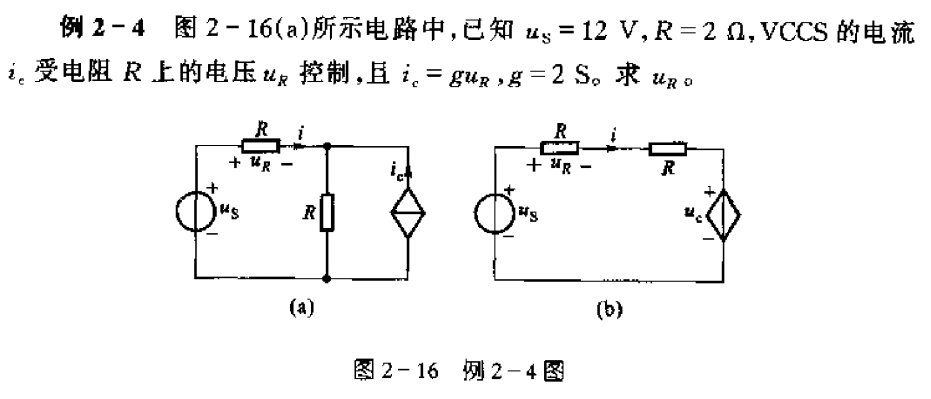 例 2-4 图 2-16(a)所示电路中,已知 uS = 12 V, R = 2 Ω, VCCS 的电流
ic 受电阻 R 上的电压 uR 控制,且 ic = guR, g = 2 S。求 uR。
R i
+ uR -
+
uS
-
R
ic
(a)
R i
+ uR -
R
+
uS
-
+
uc
-
(b)
图 2-16 例 2-4 图